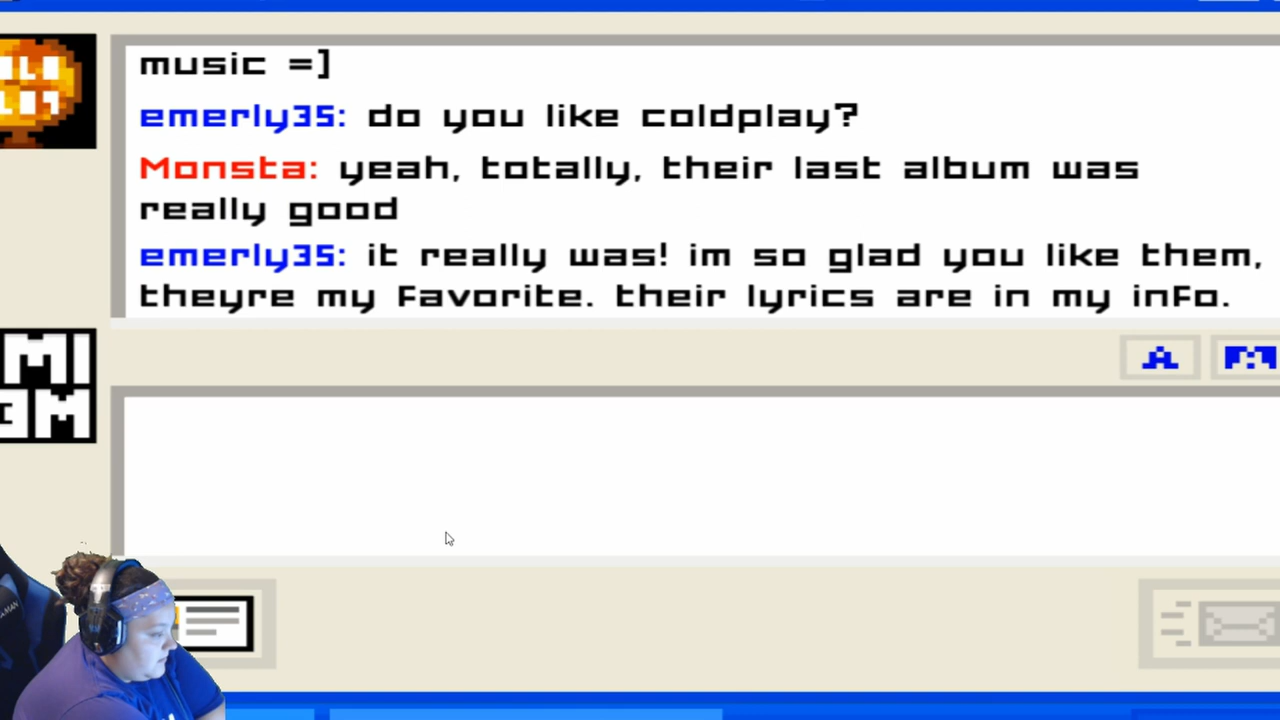 music =]
emerly35: do you like coldplay?
Monsta: yeah, totally, their last album was
really good
emerly35: it really was! im so glad you like them,
theyre my favorite. their lyrics are in my info.
A